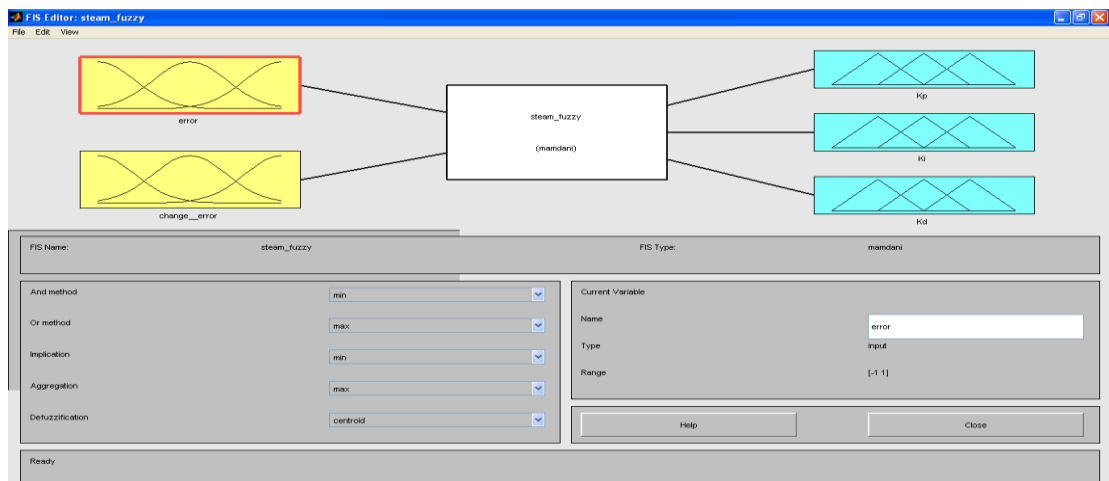 FIS Editor: steam_fuzzy
File Edit View
error
change__error
steam_fuzzy
(mamdani)
Kp
Ki
Kd
FIS Name: steam_fuzzy FIS Type: mamdani
And method min
Or method max
Implication min
Aggregation max
Defuzzification centroid
Current Variable
Name error
Type input
Range [-1 1]
Help Close
Ready